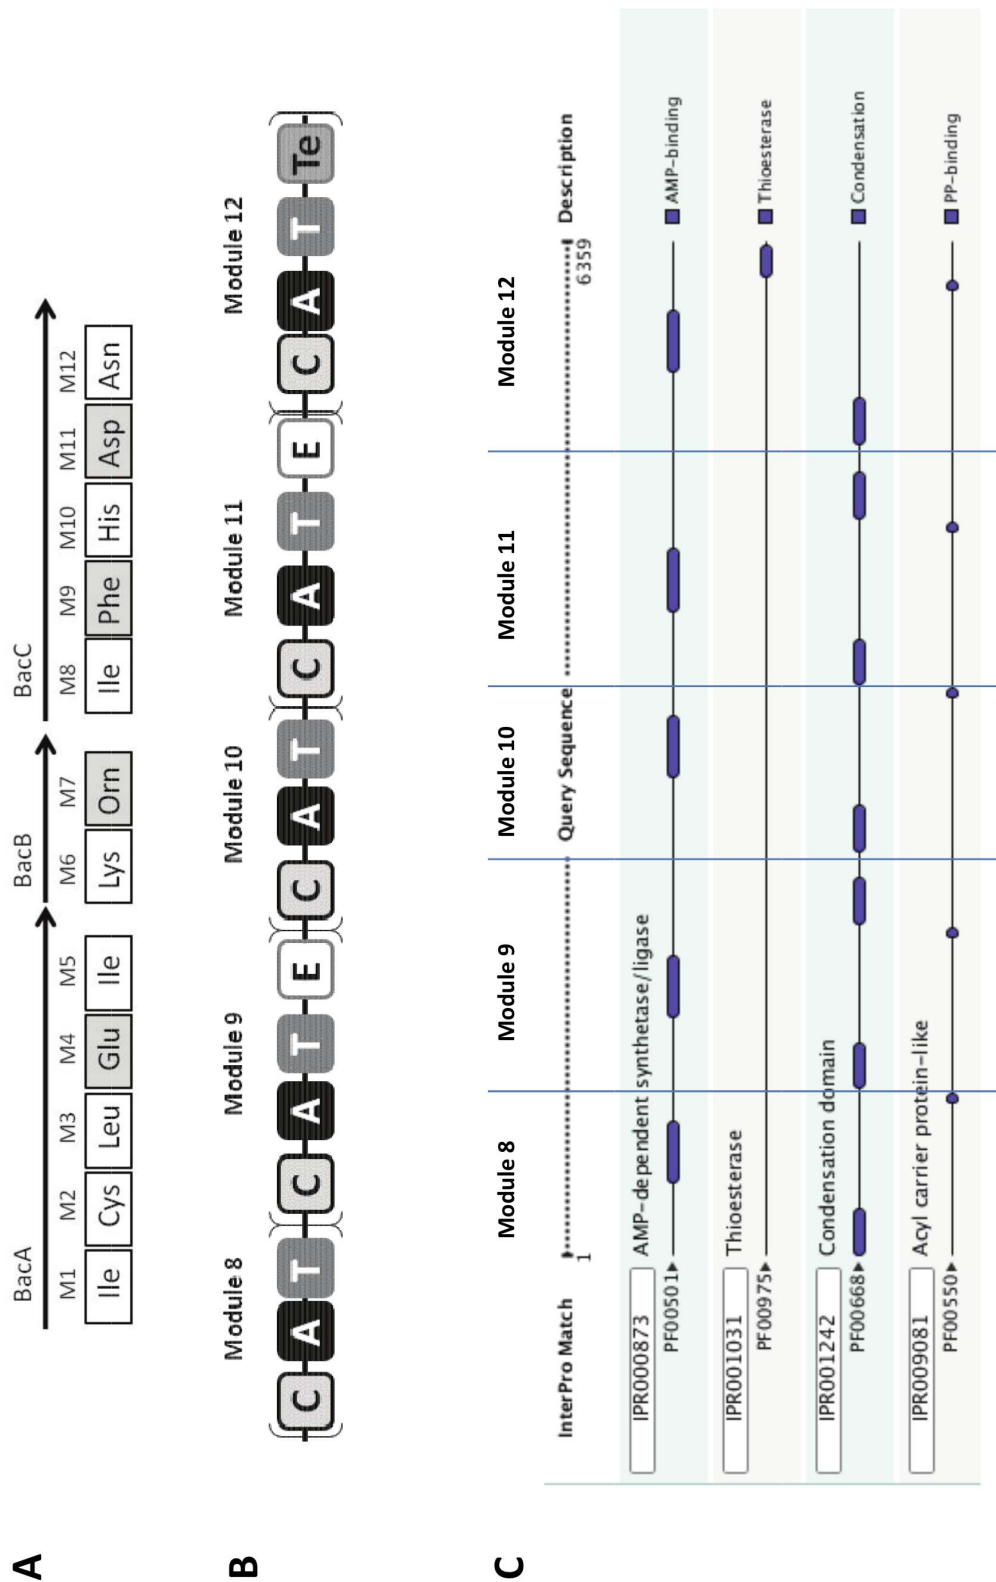 A
BacA BacB BacC
M1 M2 M3 M4 M5 M6 M7 M8 M9 M10 M11 M12
Ile Cys Leu Glu Ile Lys Orn Ile Phe His Asp Asn
B
Module 8 Module 9 Module 10 Module 11 Module 12
C A T C A T E C A T C A T E C A T Te
C
Module 8 Module 9 Module 10 Module 11 Module 12
InterPro Match Query Sequence Description
1 6359
IPR000873 AMP-dependent synthetase/ligase
PF00501 AMP-binding
IPR001031 Thioesterase
PF00975 Thioesterase
IPR001242 Condensation domain
PF00668 Condensation
IPR009081 Acyl carrier protein-like
PF00550 PP-binding